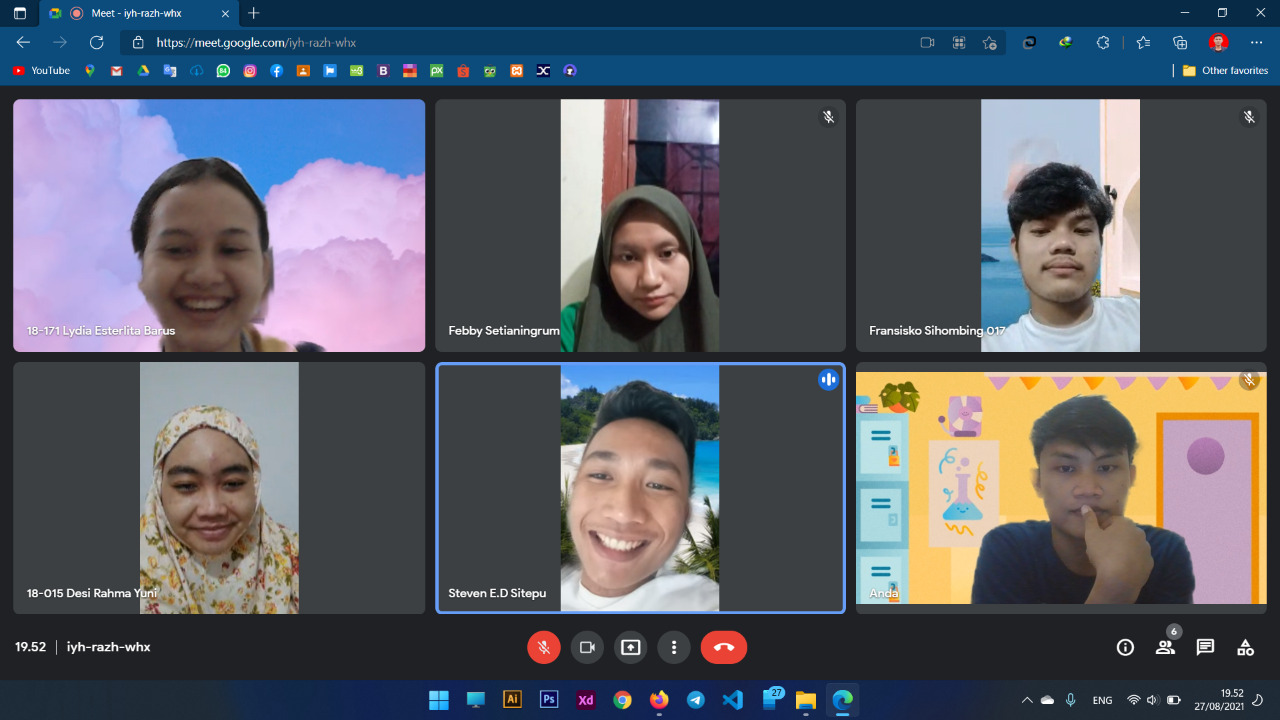 Meet - iyh-razh-whx
https://meet.google.com/iyh-razh-whx
YouTube
Other favorites
18-171 Lydia Esterlita Barus
Febby Setianingrum
Fransisko Sihombing 017
18-015 Desi Rahma Yuni
Steven E.D Sitepu
Anda
19.52 | iyh-razh-whx
6
Ai
Ps
Xd
27
ENG
19.52
27/08/2021